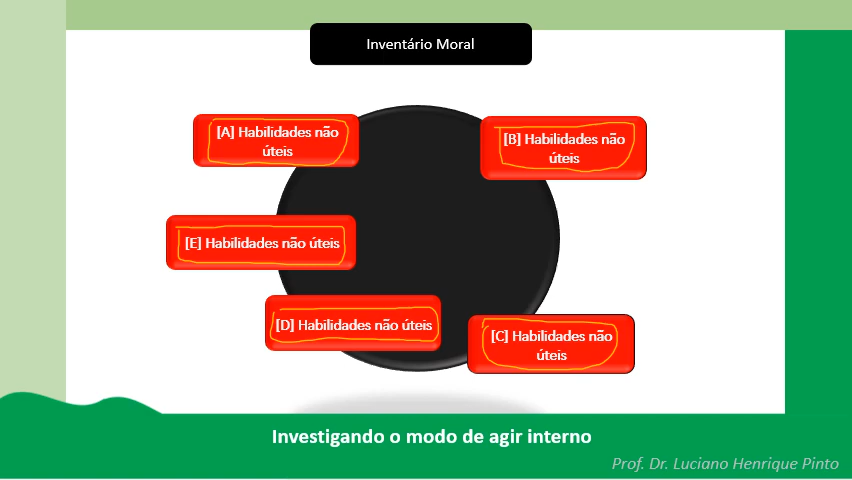 Inventário Moral
[A] Habilidades não
úteis
[B] Habilidades não
úteis
[E] Habilidades não úteis
[D] Habilidades não úteis
[C] Habilidades não
úteis
Investigando o modo de agir interno
Prof. Dr. Luciano Henrique Pinto